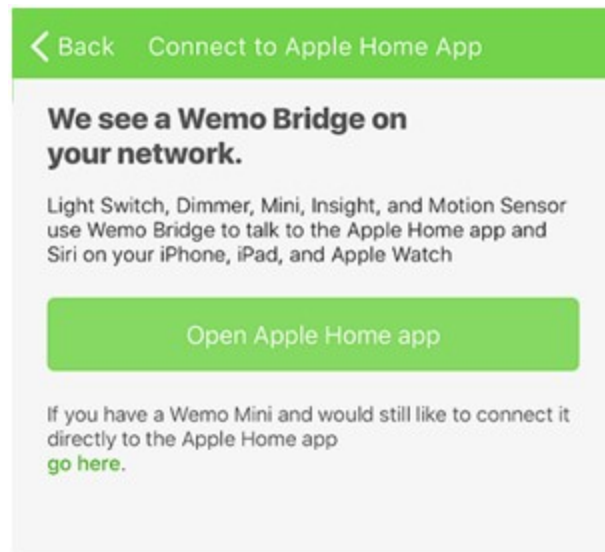 Back Connect to Apple Home App
We see a Wemo Bridge on
your network.
Light Switch, Dimmer, Mini, Insight, and Motion Sensor
use Wemo Bridge to talk to the Apple Home app and
Siri on your iPhone, iPad, and Apple Watch
Open Apple Home app
If you have a Wemo Mini and would still like to connect it
directly to the Apple Home app
go here.